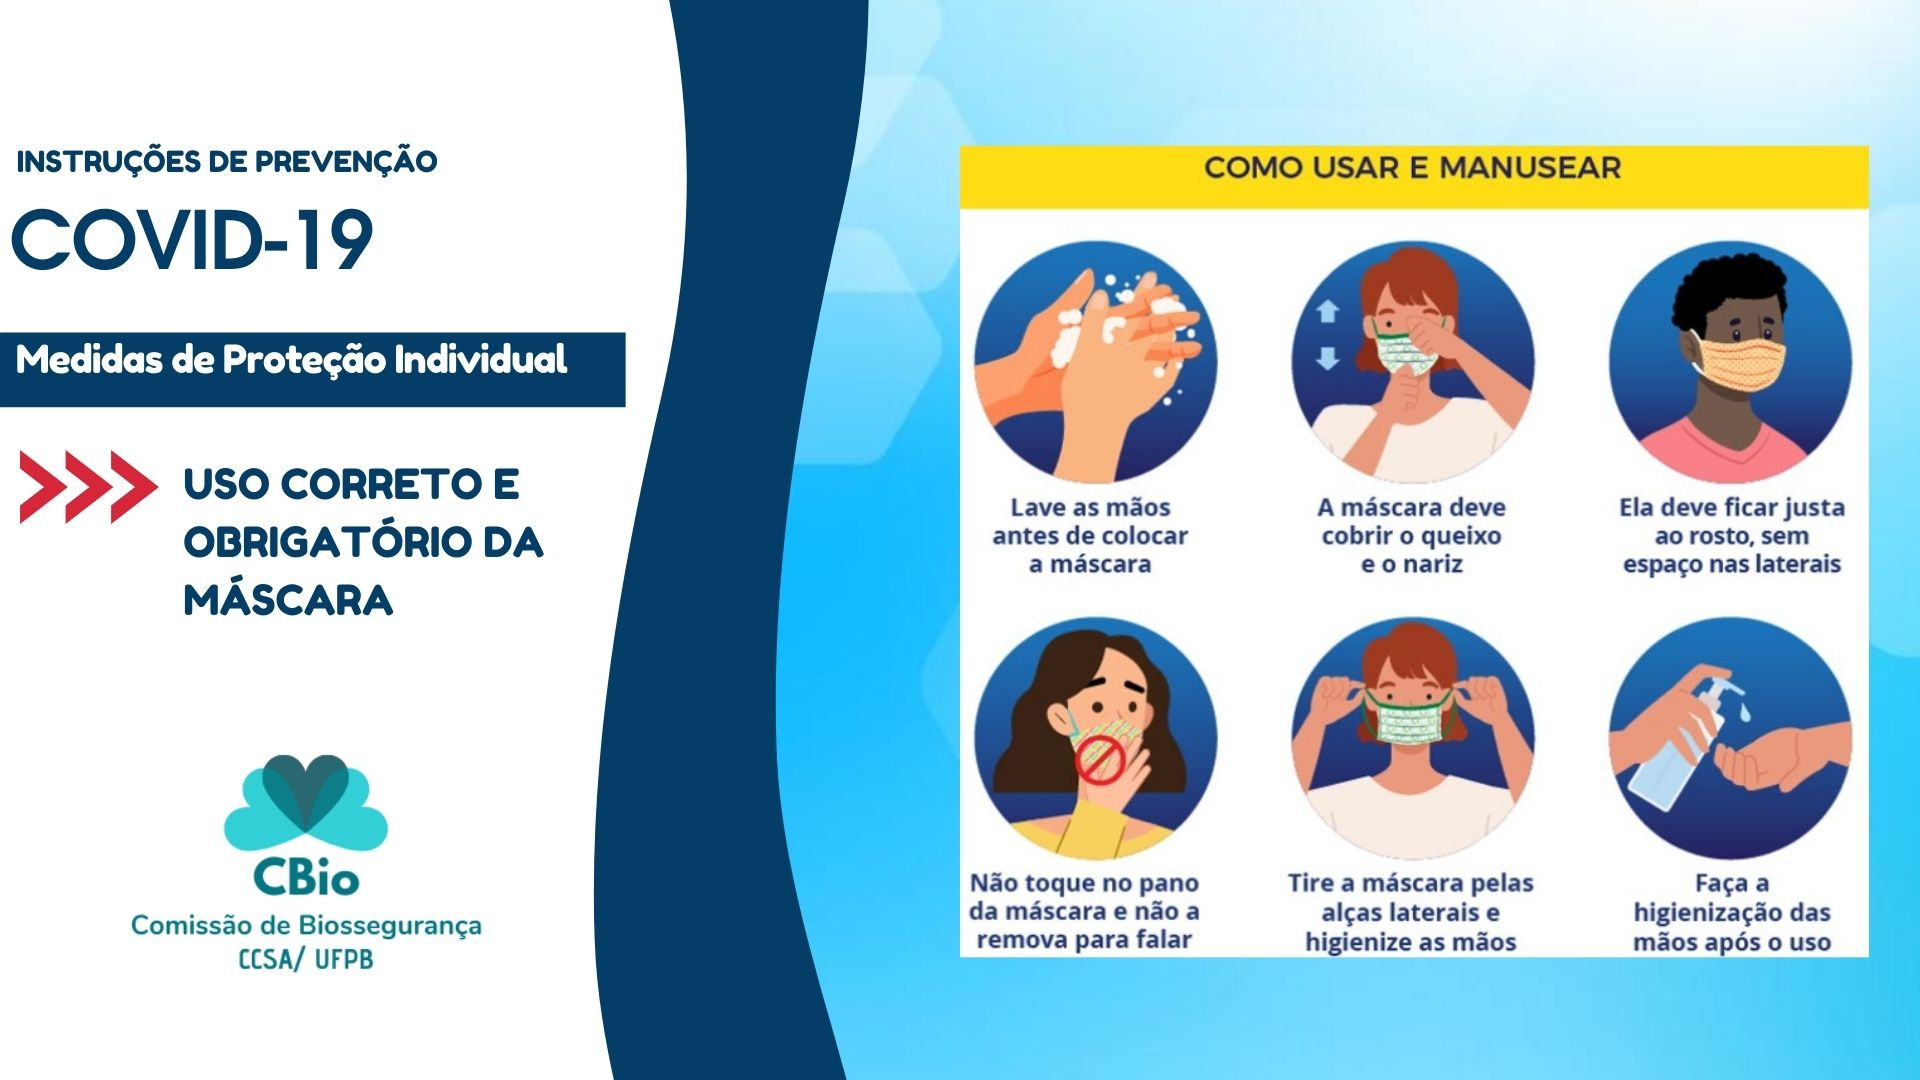 INSTRUÇÕES DE PREVENÇÃO
COVID-19
Medidas de Proteção Individual
USO CORRETO E
OBRIGATÓRIO DA
MÁSCARA
CBio
Comissão de Biossegurança
CCSA/ UFPB
COMO USAR E MANUSEAR
Lave as mãos
antes de colocar
a máscara
A máscara deve
cobrir o queixo
e o nariz
Ela deve ficar justa
ao rosto, sem
espaço nas laterais
Não toque no pano
da máscara e não a
remova para falar
Tire a máscara pelas
alças laterais e
higienize as mãos
Faça a
higienização das
mãos após o uso